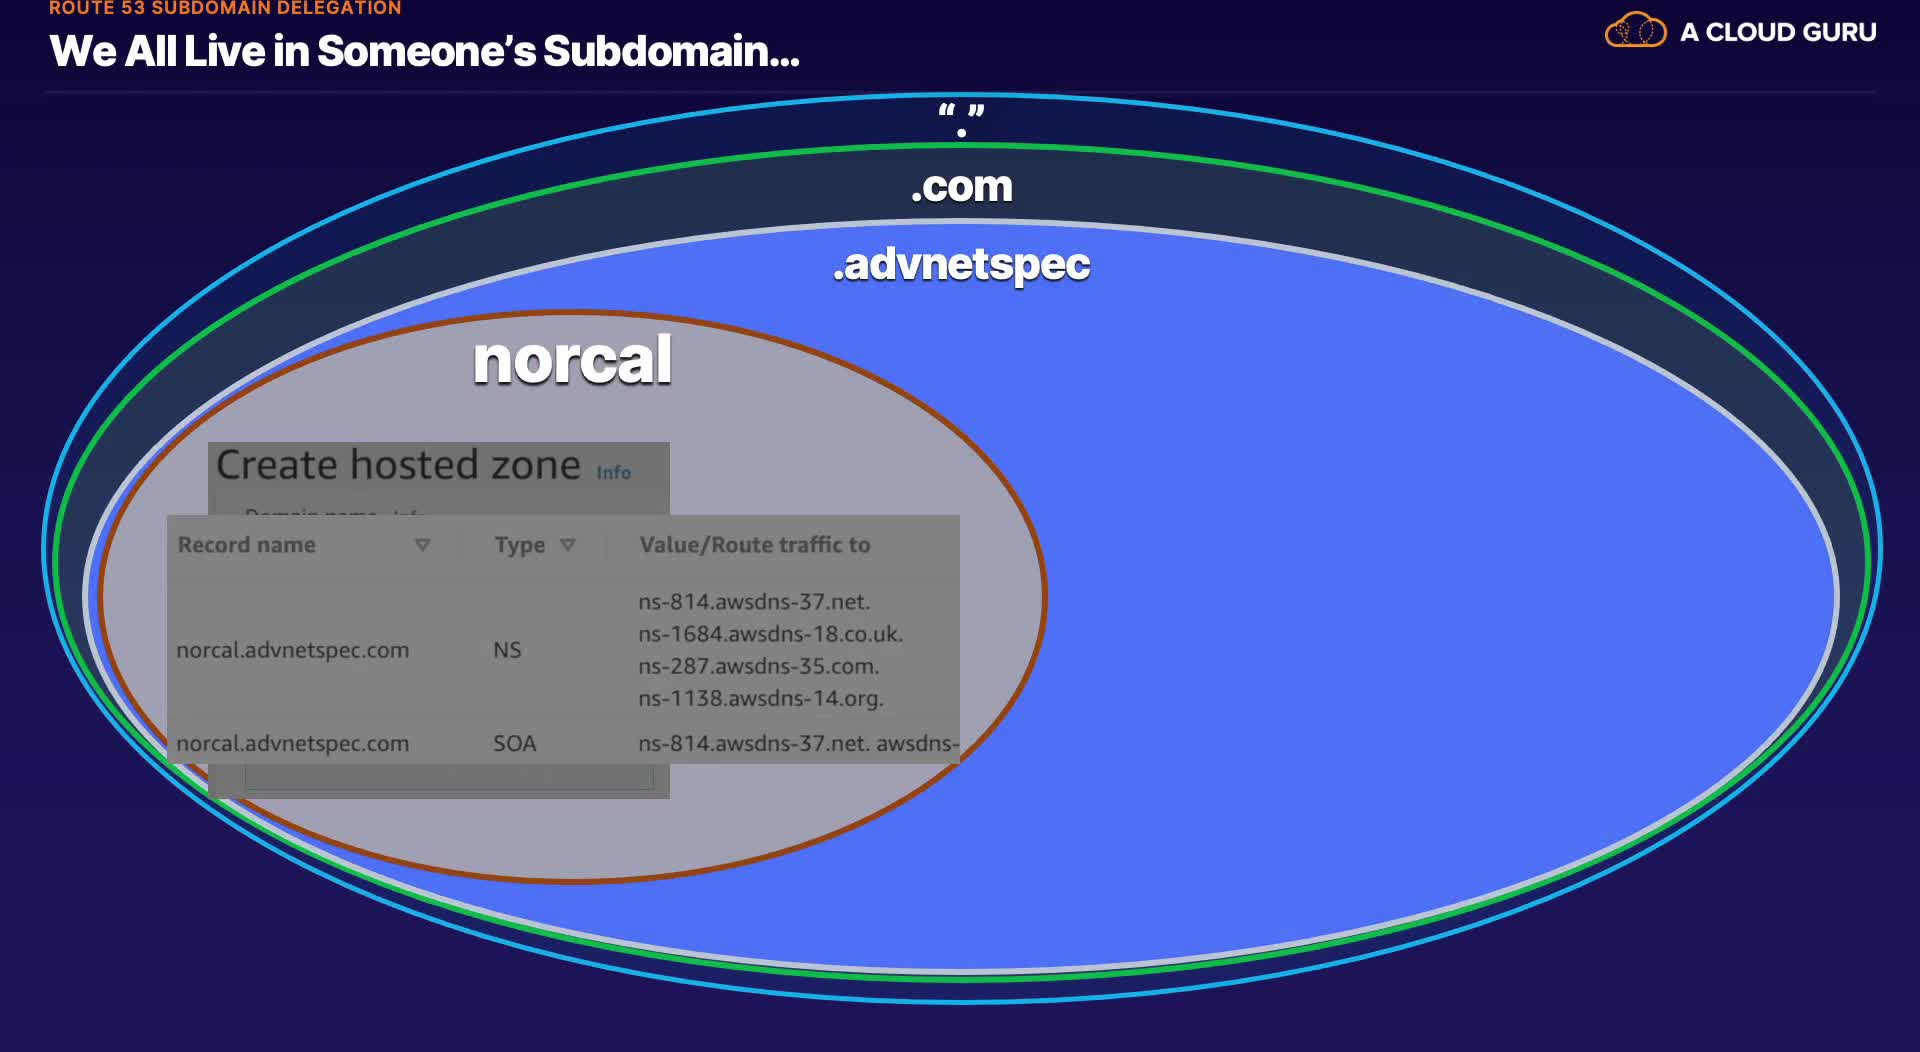 ROUTE 53 SUBDOMAIN DELEGATION
We All Live in Someone’s Subdomain...
A CLOUD GURU
“.”
.com
.advnetspec
norcal
Create hosted zone Info
Domain name Info
Record name Type Value/Route traffic to
norcal.advnetspec.com NS ns-814.awsdns-37.net.
ns-1684.awsdns-18.co.uk.
ns-287.awsdns-35.com.
ns-1138.awsdns-14.org.
norcal.advnetspec.com SOA ns-814.awsdns-37.net. awsdns-